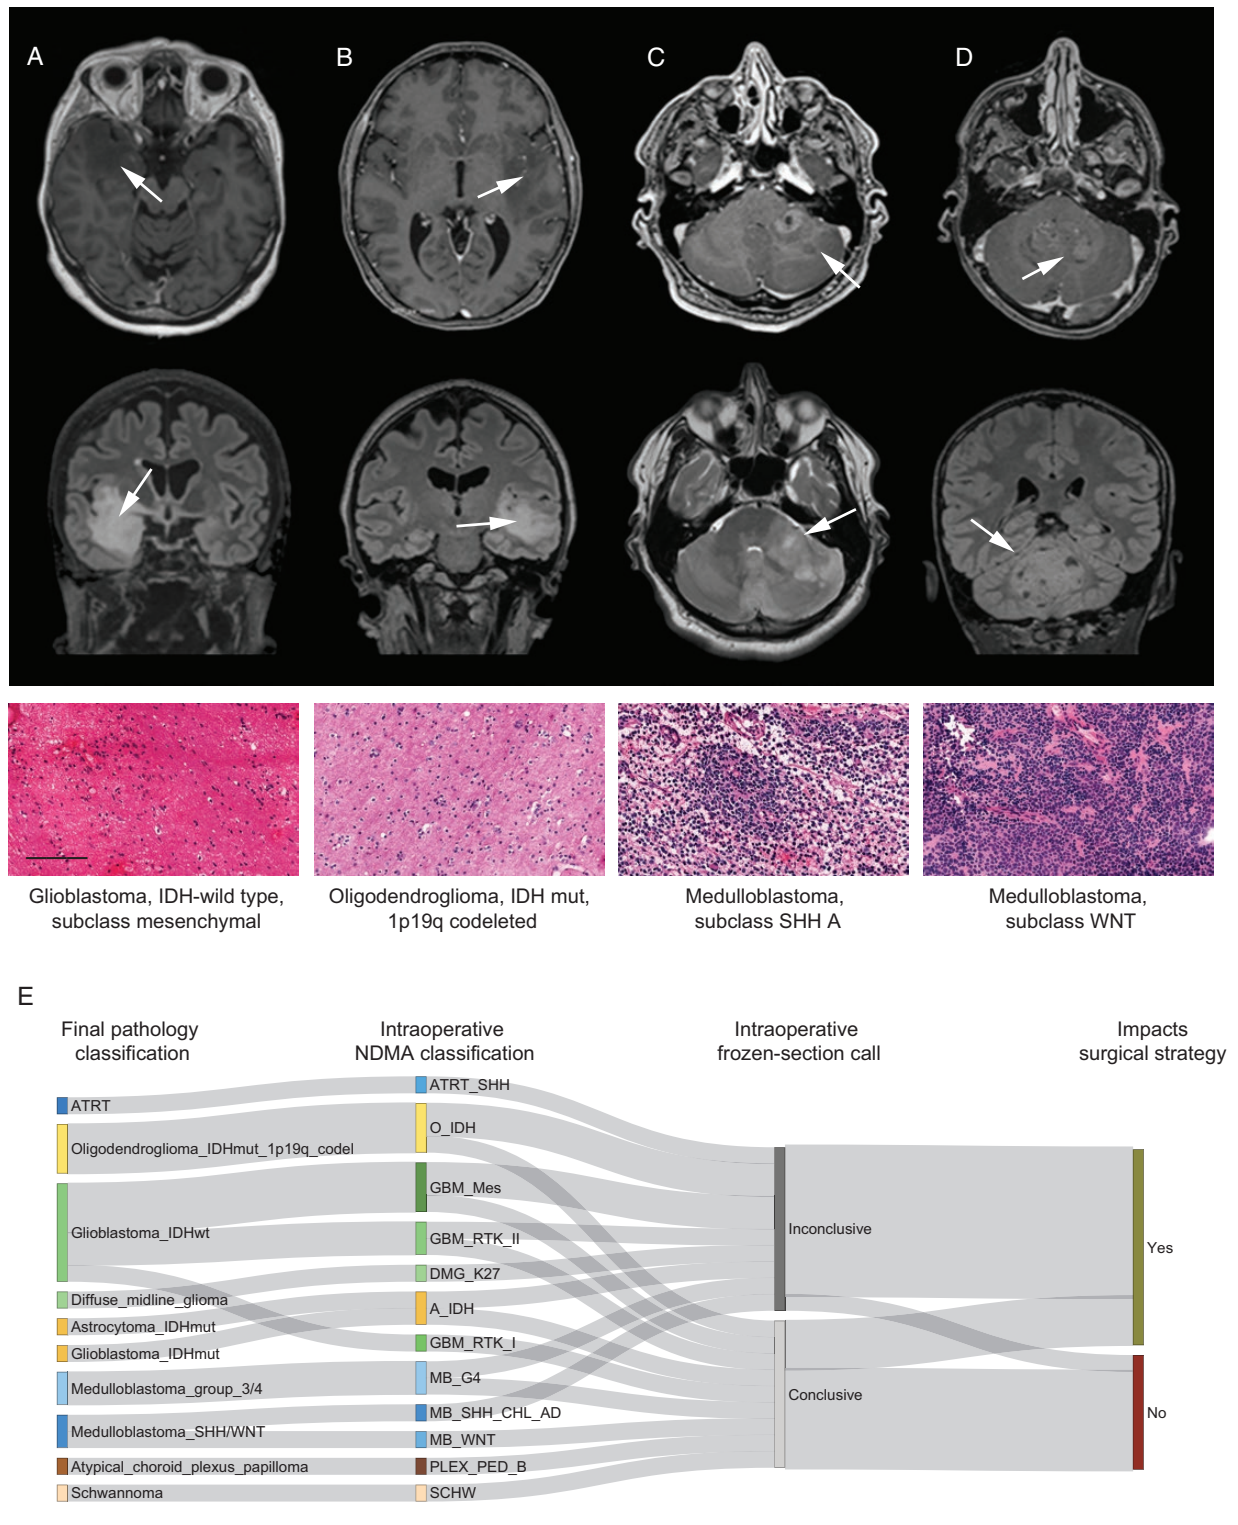 A
B
C
D
Glioblastoma, IDH-wild type,
subclass mesenchymal
Oligodendroglioma, IDH mut,
1p19q codeleted
Medulloblastoma,
subclass SHH A
Medulloblastoma,
subclass WNT
E
Final pathology
classification
Intraoperative
NDMA classification
Intraoperative
frozen-section call
Impacts
surgical strategy
ATRT
Oligodendroglioma_IDHmut_1p19q_codel
Glioblastoma_IDHwt
Diffuse_midline_glioma
Astrocytoma_IDHmut
Glioblastoma_IDHmut
Medulloblastoma_group_3/4
Medulloblastoma_SHH/WNT
Atypical_choroid_plexus_papilloma
Schwannoma
ATRT_SHH
O_IDH
GBM_Mes
GBM_RTK_II
DMG_K27
A_IDH
GBM_RTK_I
MB_G4
MB_SHH_CHL_AD
MB_WNT
PLEX_PED_B
SCHW
Inconclusive
Conclusive
Yes
No